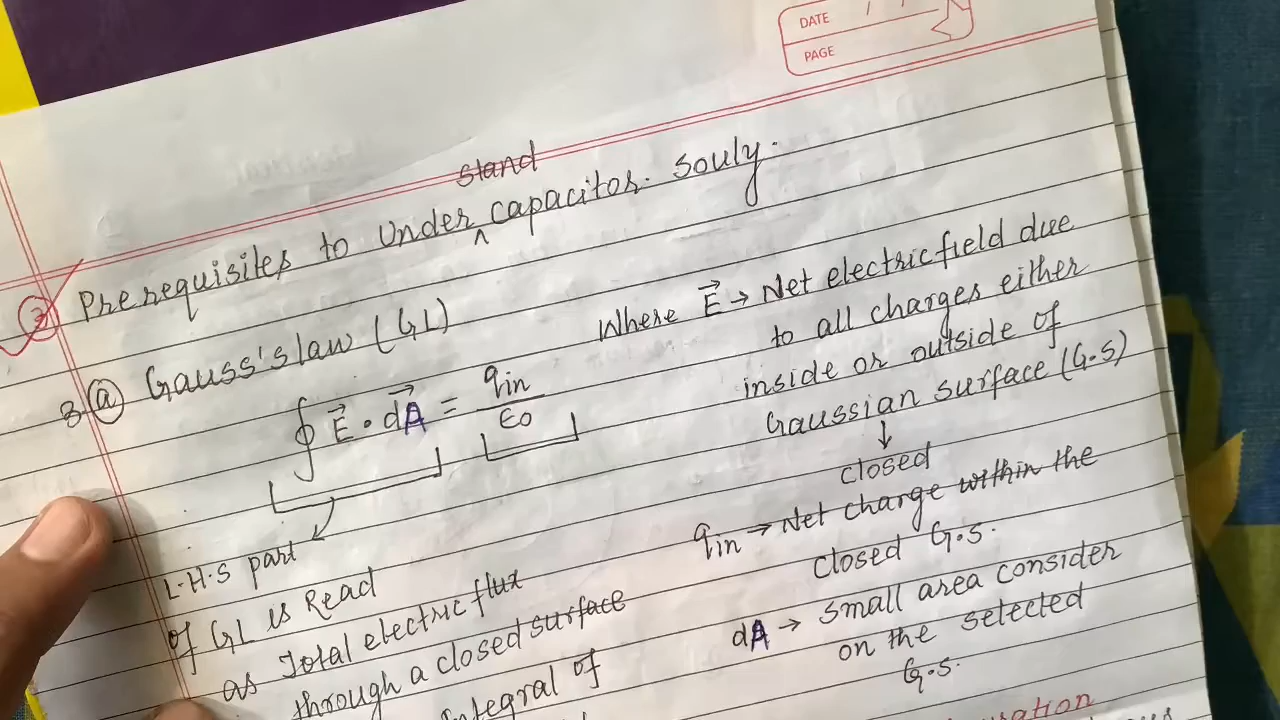 DATE / /
PAGE
stand
Prerequisites to Under ^ capacitor. souly.
3 (a) Gauss's law (GL)
∮ E⃗ · dA⃗ = qin / ε0
Where E⃗ → Net electric field due
to all charges either
inside or outside of
Gaussian surface (G.S)
↓
closed
qin → Net charge within the
closed G.S.
dA → Small area consider
on the selected
G.S.
L.H.S part
of GL is Read
as Total electric flux
through a closed surface
Integral of